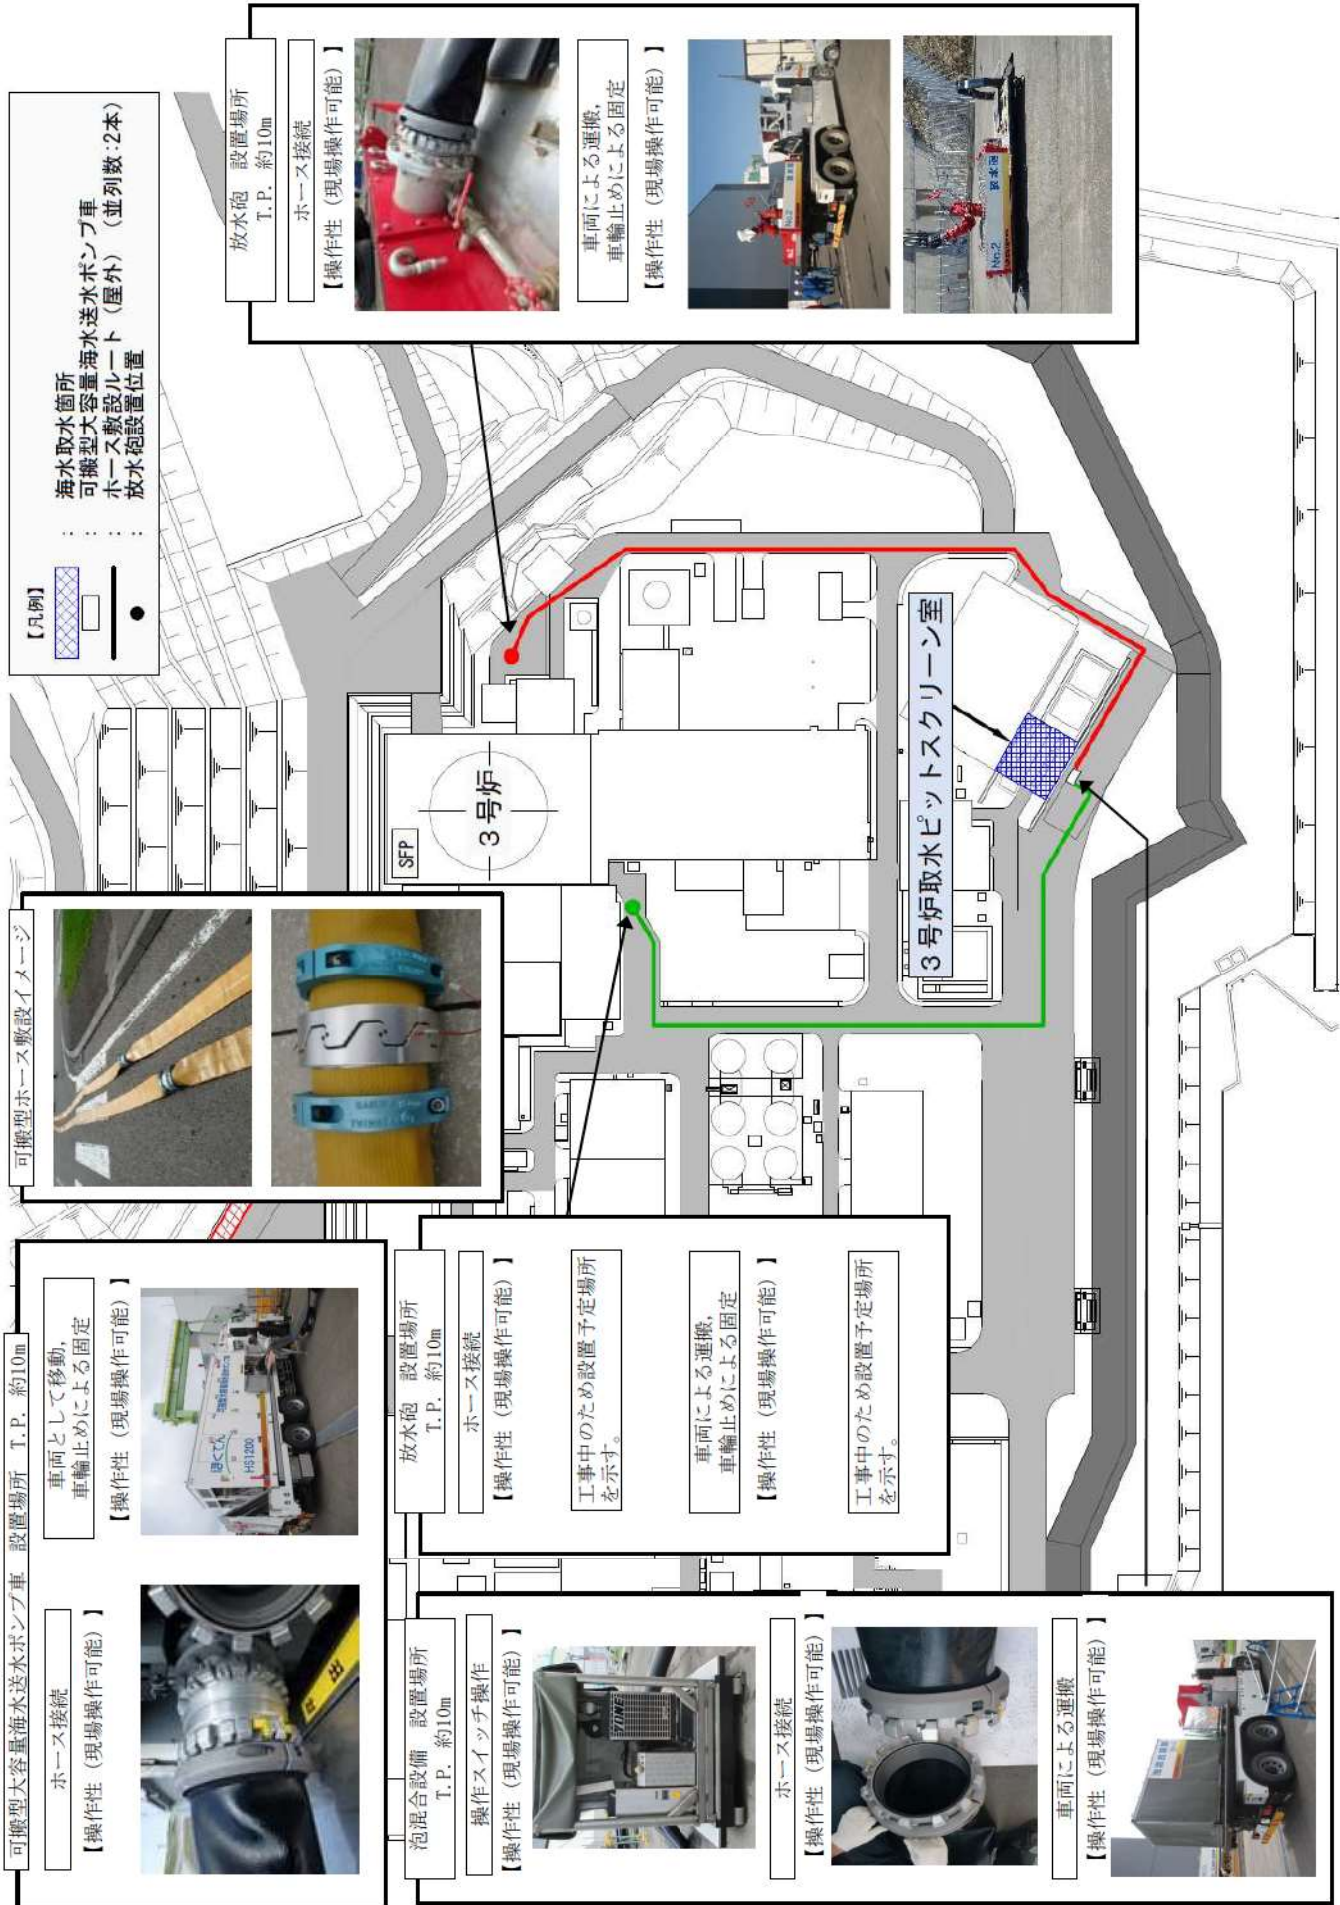 可搬型大容量海水送水ポンプ車　設置場所　T.P. 約10m
ホース接続
【操作性（現場操作可能）】
車両として移動,
車輪止めによる固定
【操作性（現場操作可能）】
ほくでん
HS1200
可搬型ホース敷設イメージ
【凡例】
： 海水取水箇所
： 可搬型大容量海水送水ポンプ車
： ホース敷設ルート（屋外）（並列数：2本）
： 放水砲設置位置
放水砲　設置場所
T.P. 約10m
ホース接続
【操作性（現場操作可能）】
車両による運搬,
車輪止めによる固定
【操作性（現場操作可能）】
No.2
No.2
放水砲
SFP
3号炉
3号炉取水ピットスクリーン室
放水砲　設置場所
T.P. 約10m
ホース接続
【操作性（現場操作可能）】
工事中のため設置予定場所
を示す。
車両による運搬,
車輪止めによる固定
【操作性（現場操作可能）】
工事中のため設置予定場所
を示す。
泡混合設備　設置場所
T.P. 約10m
操作スイッチ操作
【操作性（現場操作可能）】
ホース接続
【操作性（現場操作可能）】
車両による運搬
【操作性（現場操作可能）】